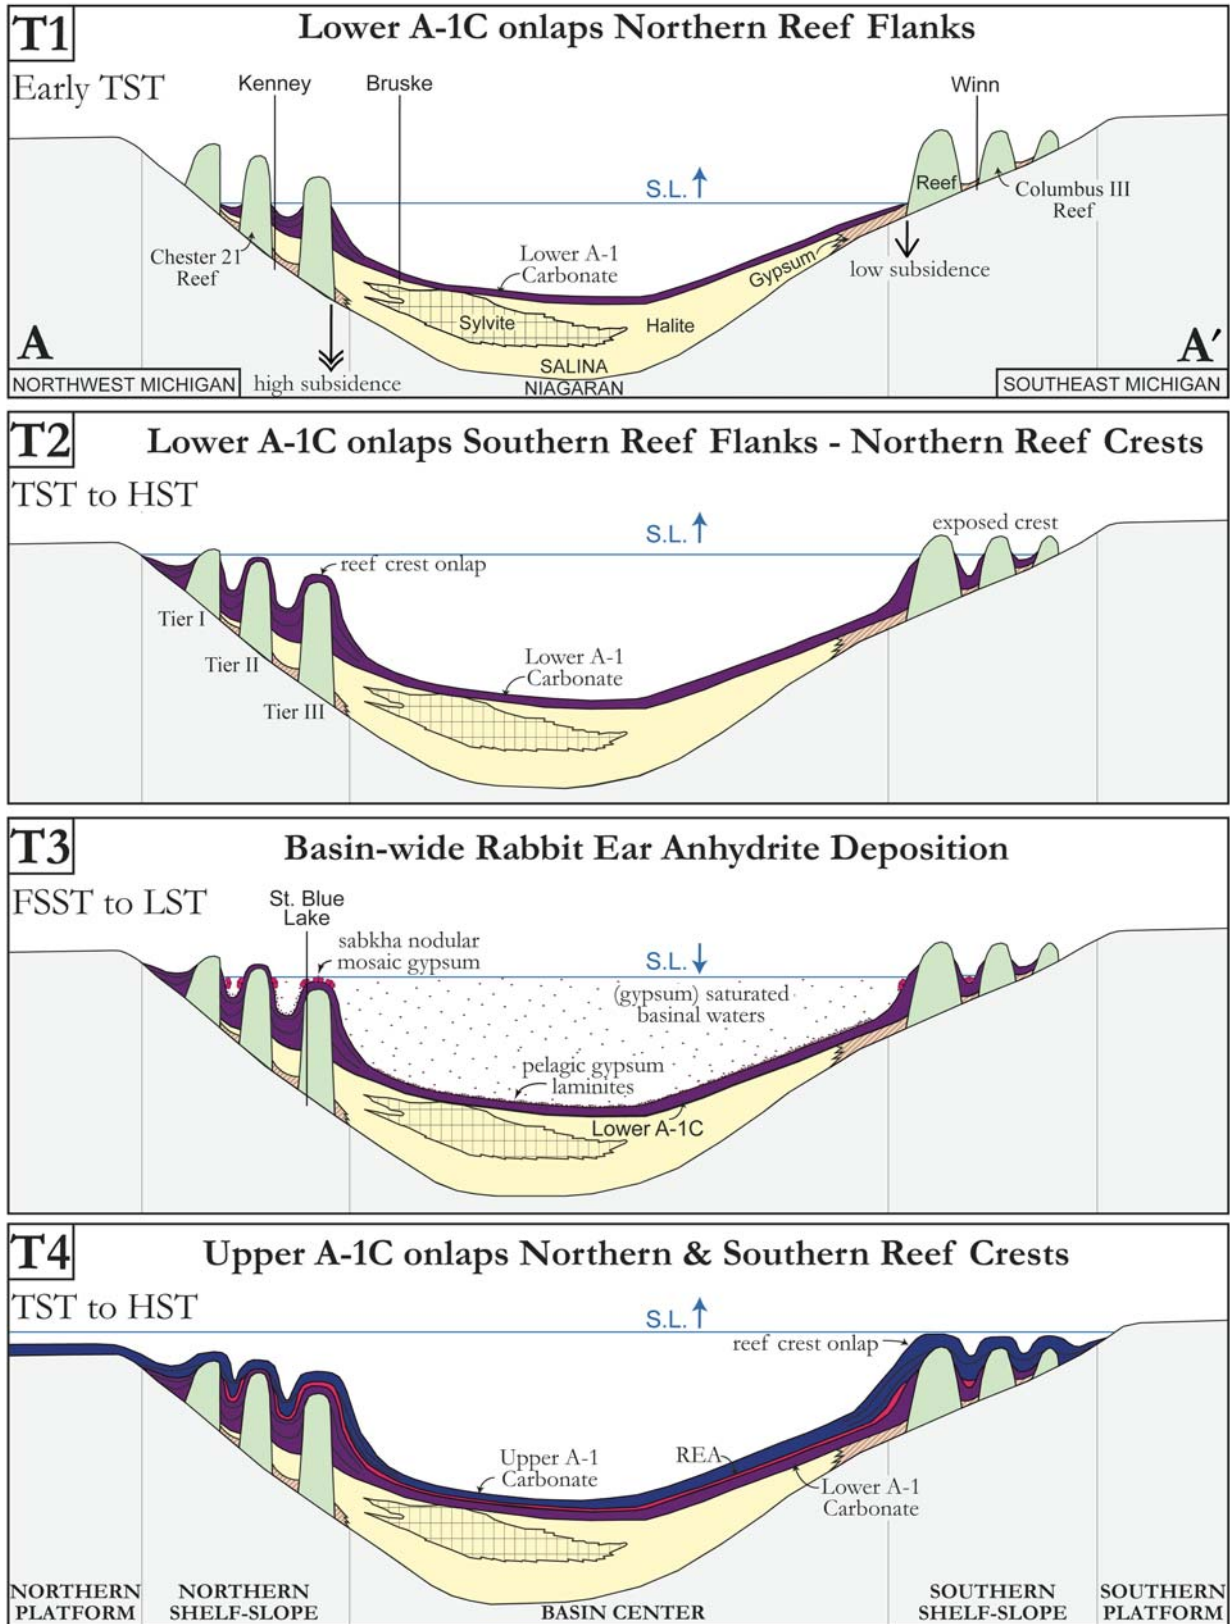 T1
Lower A-1C onlaps Northern Reef Flanks
Early TST
Kenney
Bruske
Winn
S.L.
Reef
Columbus III
Reef
Chester 21
Reef
Lower A-1
Carbonate
Gypsum
low subsidence
Sylvite
Halite
A
A′
SALINA
NIAGARAN
high subsidence
NORTHWEST MICHIGAN
SOUTHEAST MICHIGAN
T2
Lower A-1C onlaps Southern Reef Flanks - Northern Reef Crests
TST to HST
S.L.
exposed crest
reef crest onlap
Tier I
Tier II
Tier III
Lower A-1
Carbonate
T3
Basin-wide Rabbit Ear Anhydrite Deposition
FSST to LST
St. Blue
Lake
sabkha nodular
mosaic gypsum
S.L.
(gypsum) saturated
basinal waters
pelagic gypsum
laminites
Lower A-1C
T4
Upper A-1C onlaps Northern & Southern Reef Crests
TST to HST
S.L.
reef crest onlap
Upper A-1
Carbonate
REA
Lower A-1
Carbonate
NORTHERN
PLATFORM
NORTHERN
SHELF-SLOPE
BASIN CENTER
SOUTHERN
SHELF-SLOPE
SOUTHERN
PLATFORM